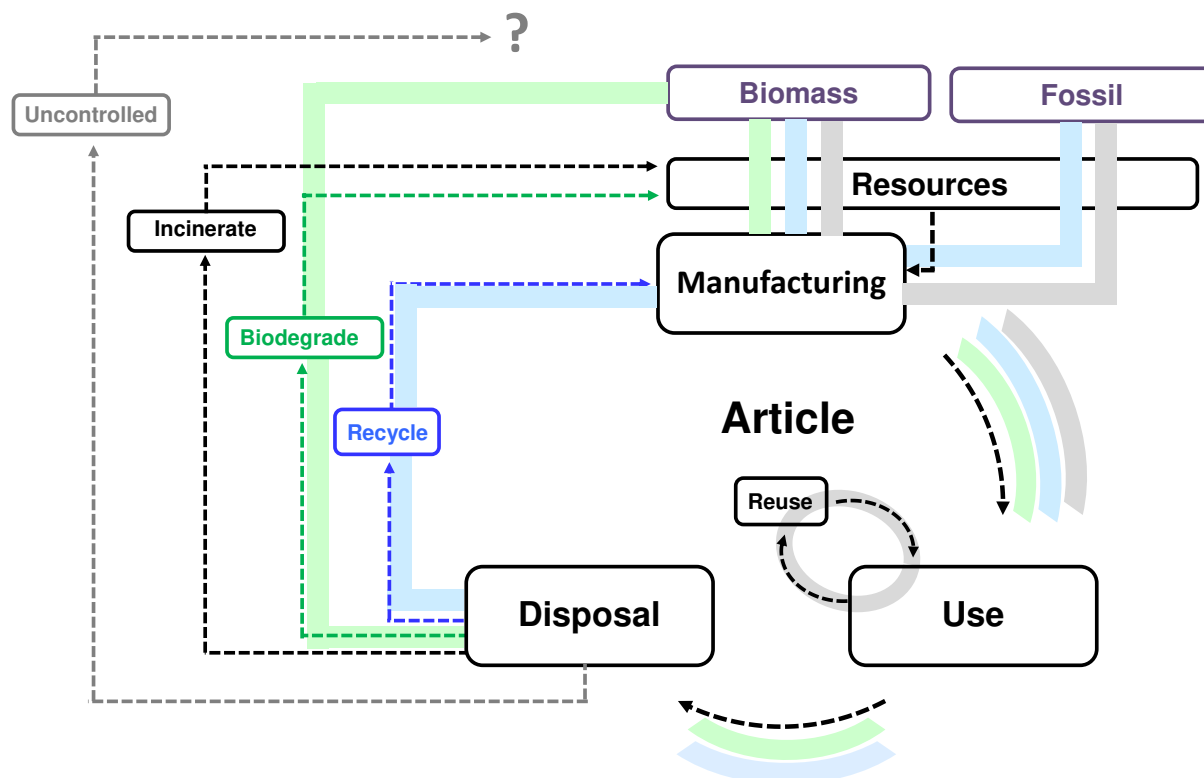 ?
Biomass
Fossil
Uncontrolled
Resources
Incinerate
Manufacturing
Biodegrade
Article
Recycle
Reuse
Disposal
Use